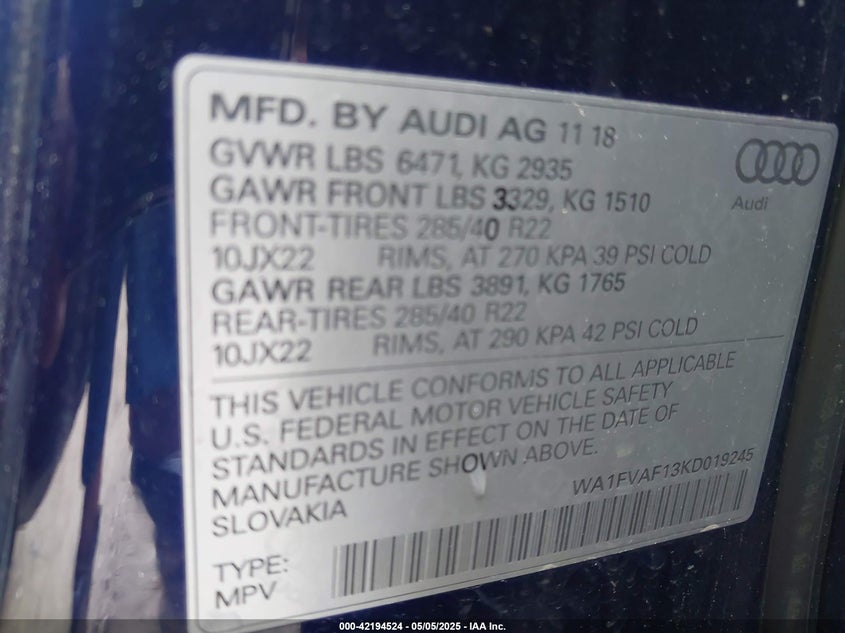 MFD. BY AUDI AG 11 18
GVWR LBS 6471, KG 2935
GAWR FRONT LBS 3329, KG 1510
FRONT-TIRES 285/40 R22
10JX22 RIMS, AT 270 KPA 39 PSI COLD
GAWR REAR LBS 3891, KG 1765
REAR-TIRES 285/40 R22
10JX22 RIMS, AT 290 KPA 42 PSI COLD
Audi
THIS VEHICLE CONFORMS TO ALL APPLICABLE
U.S. FEDERAL MOTOR VEHICLE SAFETY
STANDARDS IN EFFECT ON THE DATE OF
MANUFACTURE SHOWN ABOVE.
SLOVAKIA
WA1FVAF13KD019245
TYPE:
MPV
000-42194524 - 05/05/2025 - IAA Inc.